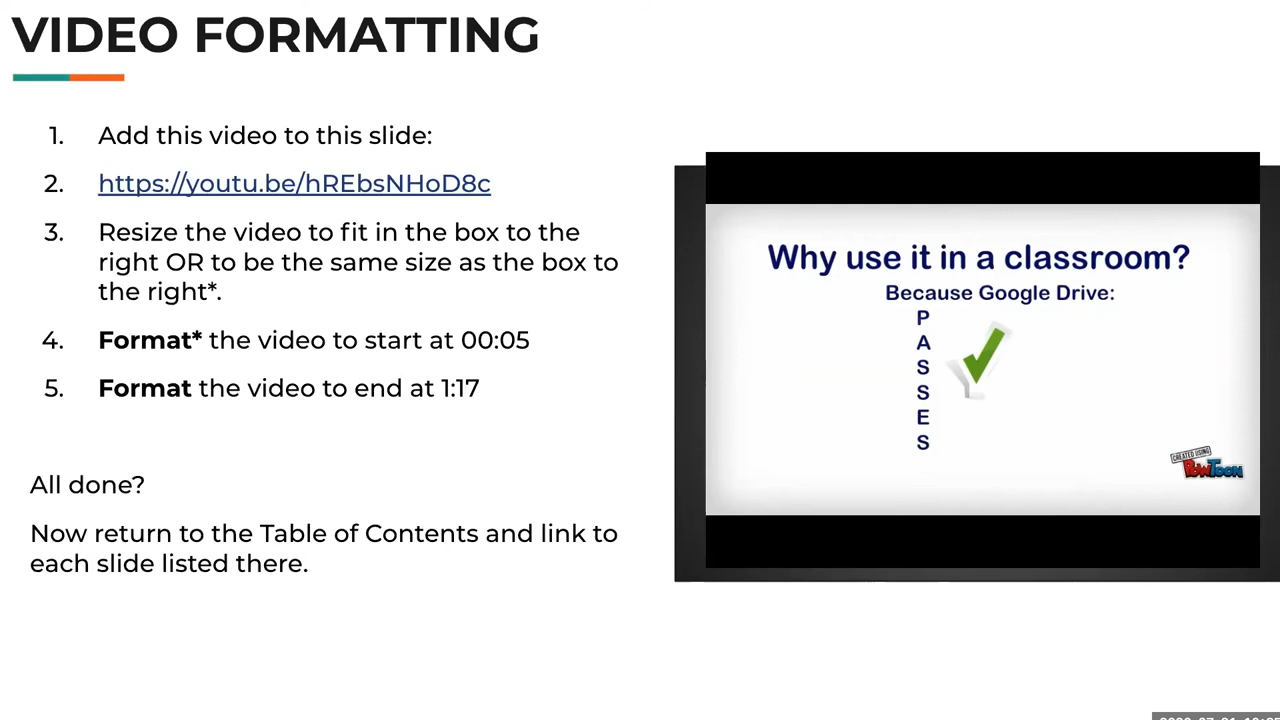 VIDEO FORMATTING
1. Add this video to this slide:
2. https://youtu.be/hREbsNHoD8c
3. Resize the video to fit in the box to the
right OR to be the same size as the box to
the right*.
4. Format* the video to start at 00:05
5. Format the video to end at 1:17
All done?
Now return to the Table of Contents and link to
each slide listed there.
Why use it in a classroom?
Because Google Drive:
P
A
S
S
E
S
CREATED USING
PowToon